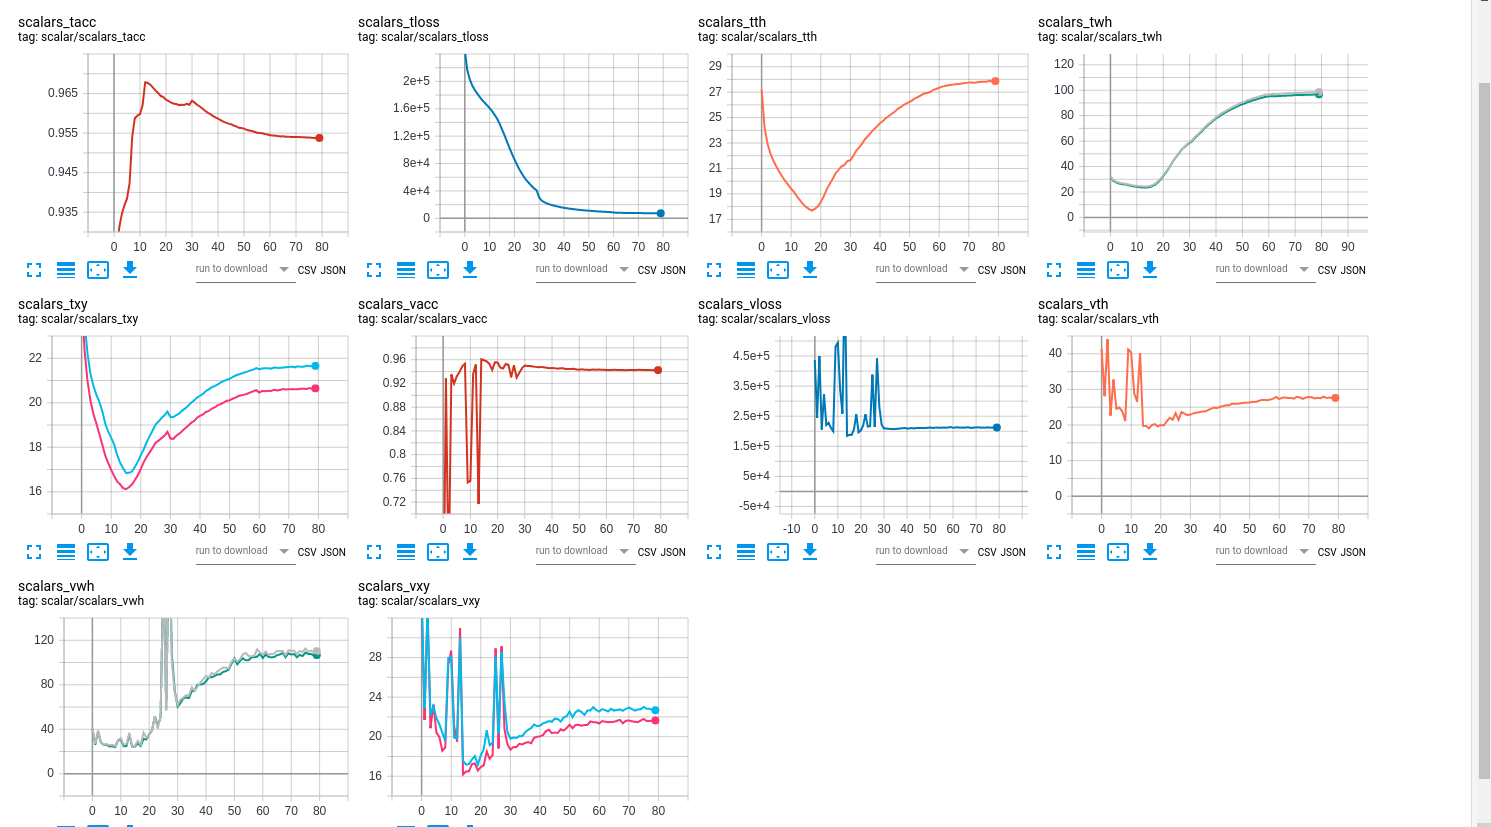 scalars_tacc
tag: scalar/scalars_tacc
0.965
0.955
0.945
0.935
0 10 20 30 40 50 60 70 80
run to download CSV JSON
scalars_tloss
tag: scalar/scalars_tloss
2e+5
1.6e+5
1.2e+5
8e+4
4e+4
0
0 10 20 30 40 50 60 70 80
run to download CSV JSON
scalars_tth
tag: scalar/scalars_tth
29
27
25
23
21
19
17
0 10 20 30 40 50 60 70 80
run to download CSV JSON
scalars_twh
tag: scalar/scalars_twh
120
100
80
60
40
20
0
0 10 20 30 40 50 60 70 80 90
run to download CSV JSON
scalars_txy
tag: scalar/scalars_txy
22
20
18
16
0 10 20 30 40 50 60 70 80
run to download CSV JSON
scalars_vacc
tag: scalar/scalars_vacc
0.96
0.92
0.88
0.84
0.8
0.76
0.72
0 10 20 30 40 50 60 70 80
run to download CSV JSON
scalars_vloss
tag: scalar/scalars_vloss
4.5e+5
3.5e+5
2.5e+5
1.5e+5
5e+4
-5e+4
-10 0 10 20 30 40 50 60 70 80
run to download CSV JSON
scalars_vth
tag: scalar/scalars_vth
40
30
20
10
0
0 10 20 30 40 50 60 70 80
run to download CSV JSON
scalars_vwh
tag: scalar/scalars_vwh
120
80
40
0
0 10 20 30 40 50 60 70 80
scalars_vxy
tag: scalar/scalars_vxy
28
24
20
16
0 10 20 30 40 50 60 70 80